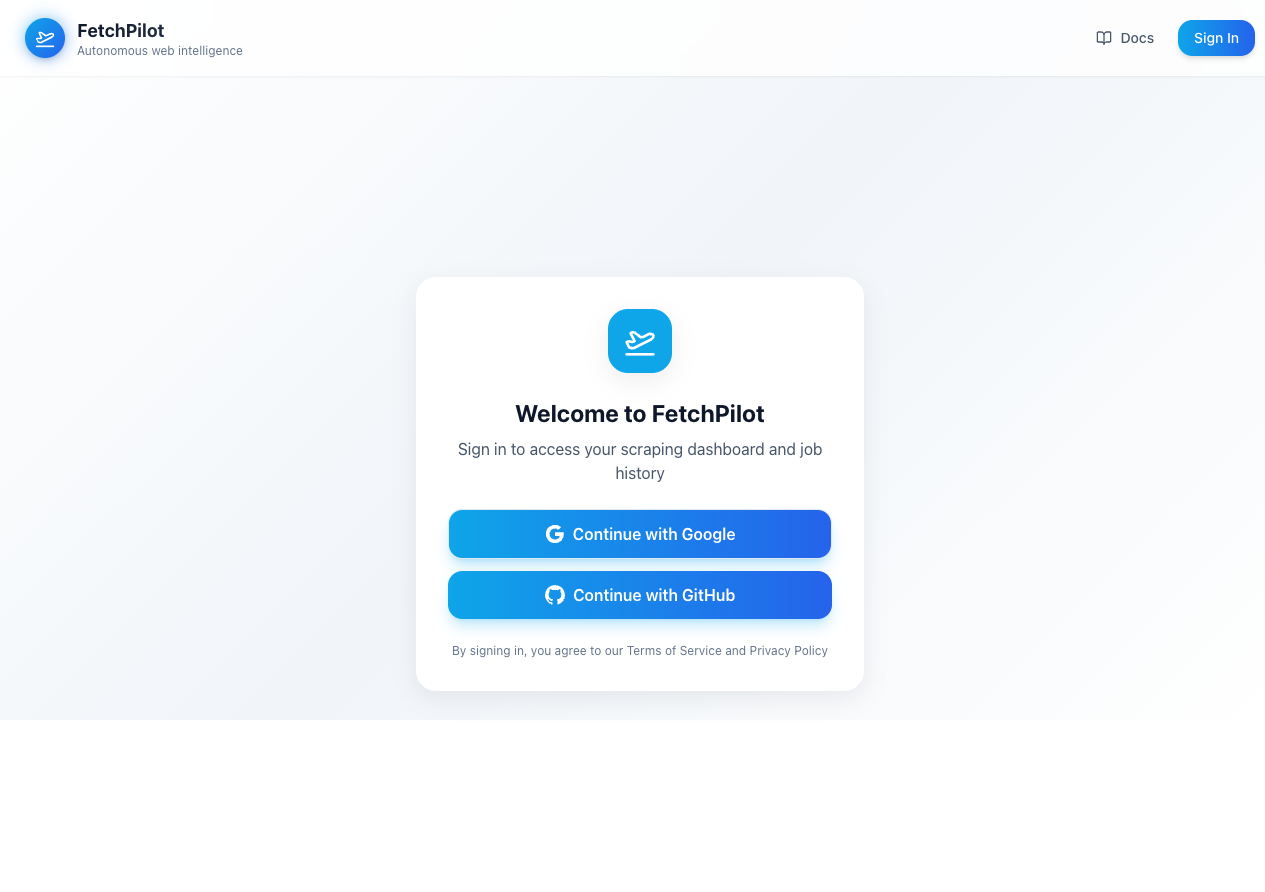 FetchPilot
Autonomous web intelligence
Docs
Sign In
Welcome to FetchPilot
Sign in to access your scraping dashboard and job
history
Continue with Google
Continue with GitHub
By signing in, you agree to our Terms of Service and Privacy Policy